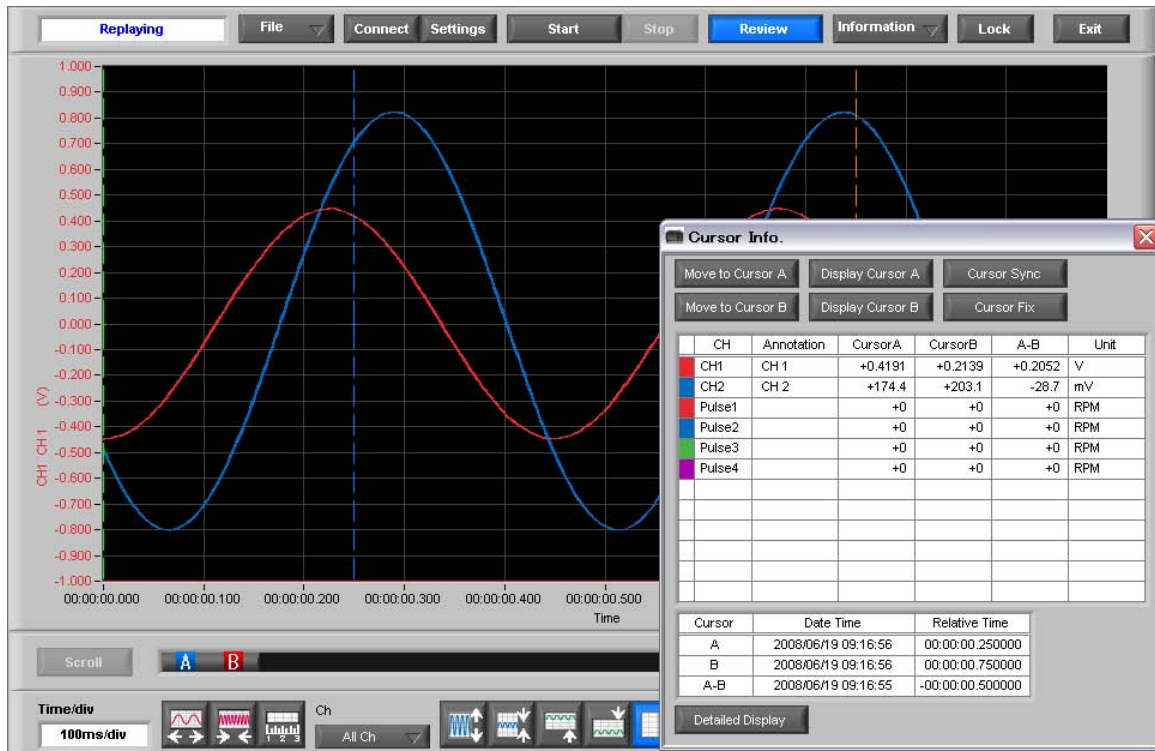 Replaying File Connect Settings Start Stop Review Information Lock Exit
1.000
0.900
0.800
0.700
0.600
0.500
0.400
0.300
0.200
0.100
0.000
-0.100
-0.200
-0.300
-0.400
-0.500
-0.600
-0.700
-0.800
-0.900
-1.000
CH1 CH 1 (V)
00:00:00.000 00:00:00.100 00:00:00.200 00:00:00.300 00:00:00.400 00:00:00.500
Time
Cursor Info.
Move to Cursor A Display Cursor A Cursor Sync
Move to Cursor B Display Cursor B Cursor Fix
CH Annotation CursorA CursorB A-B Unit
CH1 CH 1 +0.4191 +0.2139 +0.2052 V
CH2 CH 2 +174.4 +203.1 -28.7 mV
Pulse1 +0 +0 +0 RPM
Pulse2 +0 +0 +0 RPM
Pulse3 +0 +0 +0 RPM
Pulse4 +0 +0 +0 RPM
Cursor Date Time Relative Time
A 2008/06/19 09:16:56 00:00:00.250000
B 2008/06/19 09:16:56 00:00:00.750000
A-B 2008/06/19 09:16:55 -00:00:00.500000
Detailed Display
Scroll A B
Time/div
100ms/div
1 2 3
Ch
All Ch